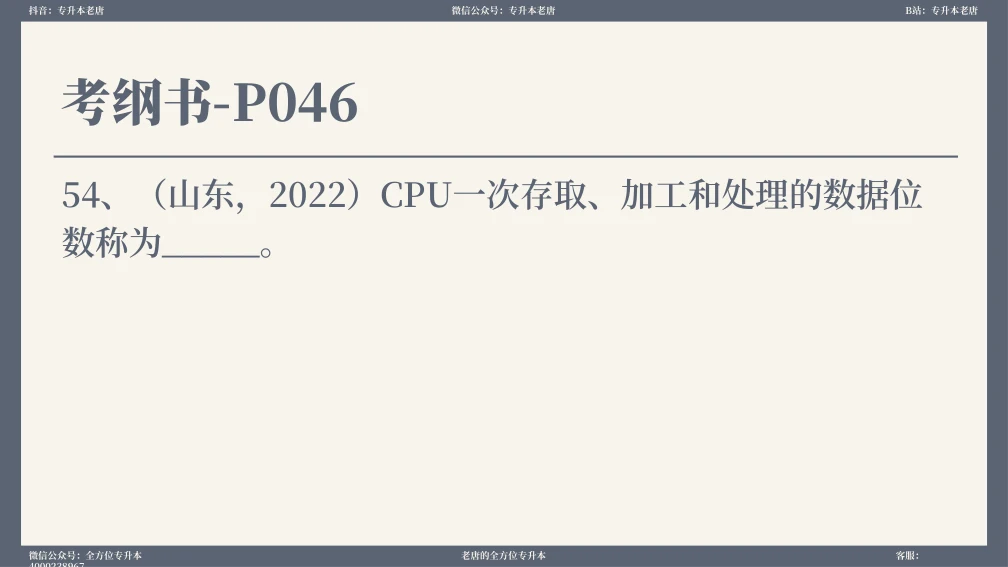 抖音：专升本老唐
微信公众号：专升本老唐
B站：专升本老唐
考纲书-P046
54、（山东，2022）CPU一次存取、加工和处理的数据位
数称为______。
微信公众号：全方位专升本
老唐的全方位专升本
客服：
4000238967